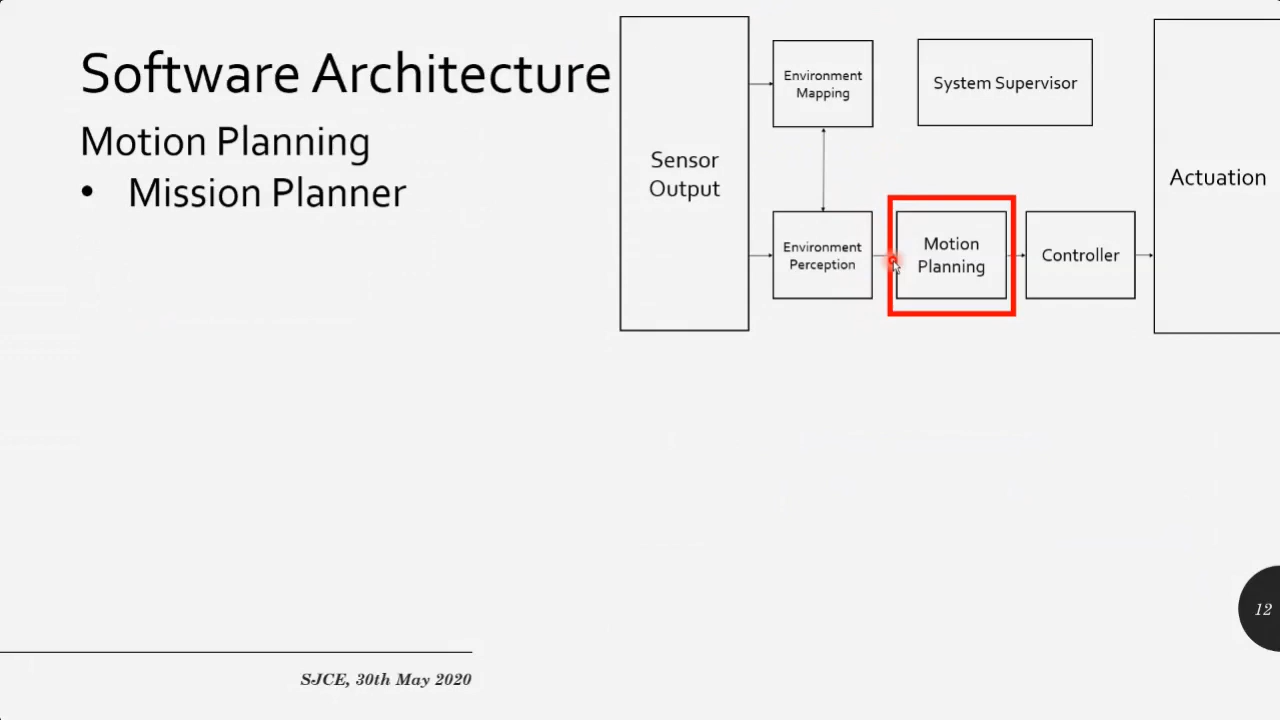 Software Architecture
Motion Planning
• Mission Planner
Sensor
Output
Environment
Mapping
System Supervisor
Actuation
Environment
Perception
Motion
Planning
Controller
12
SJCE, 30th May 2020